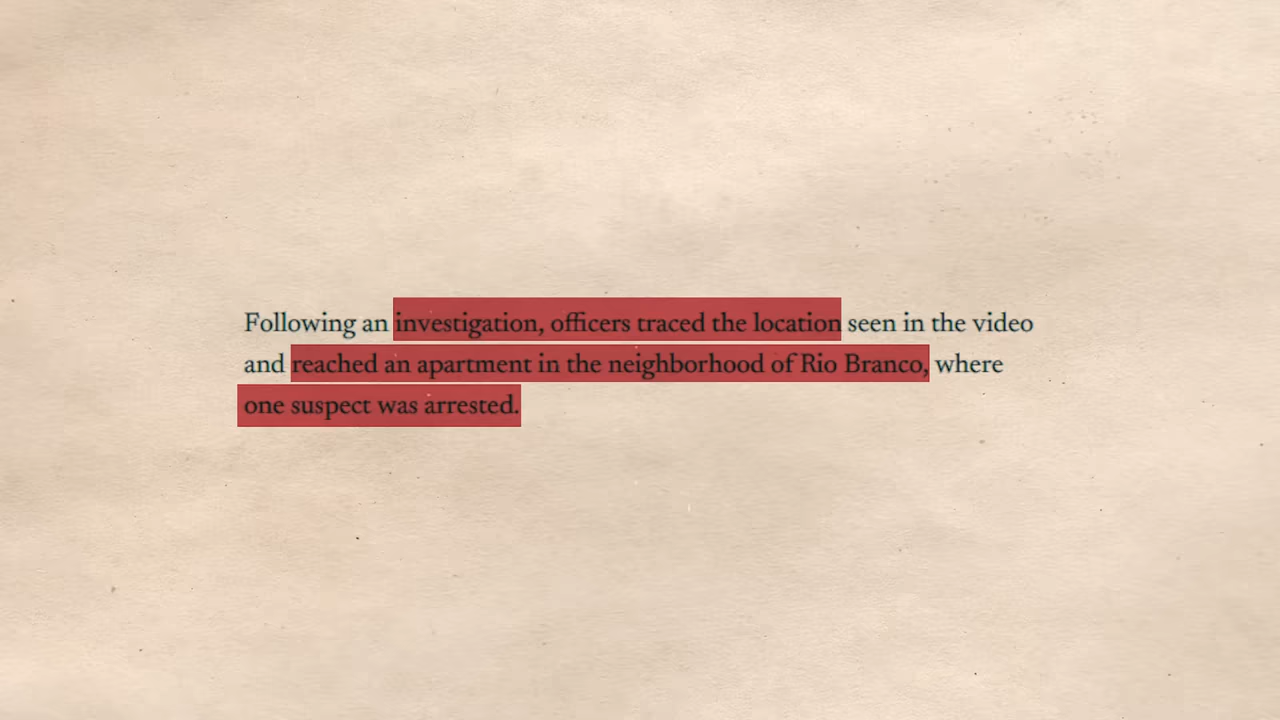 Following an investigation, officers traced the location seen in the video
and reached an apartment in the neighborhood of Rio Branco, where
one suspect was arrested.